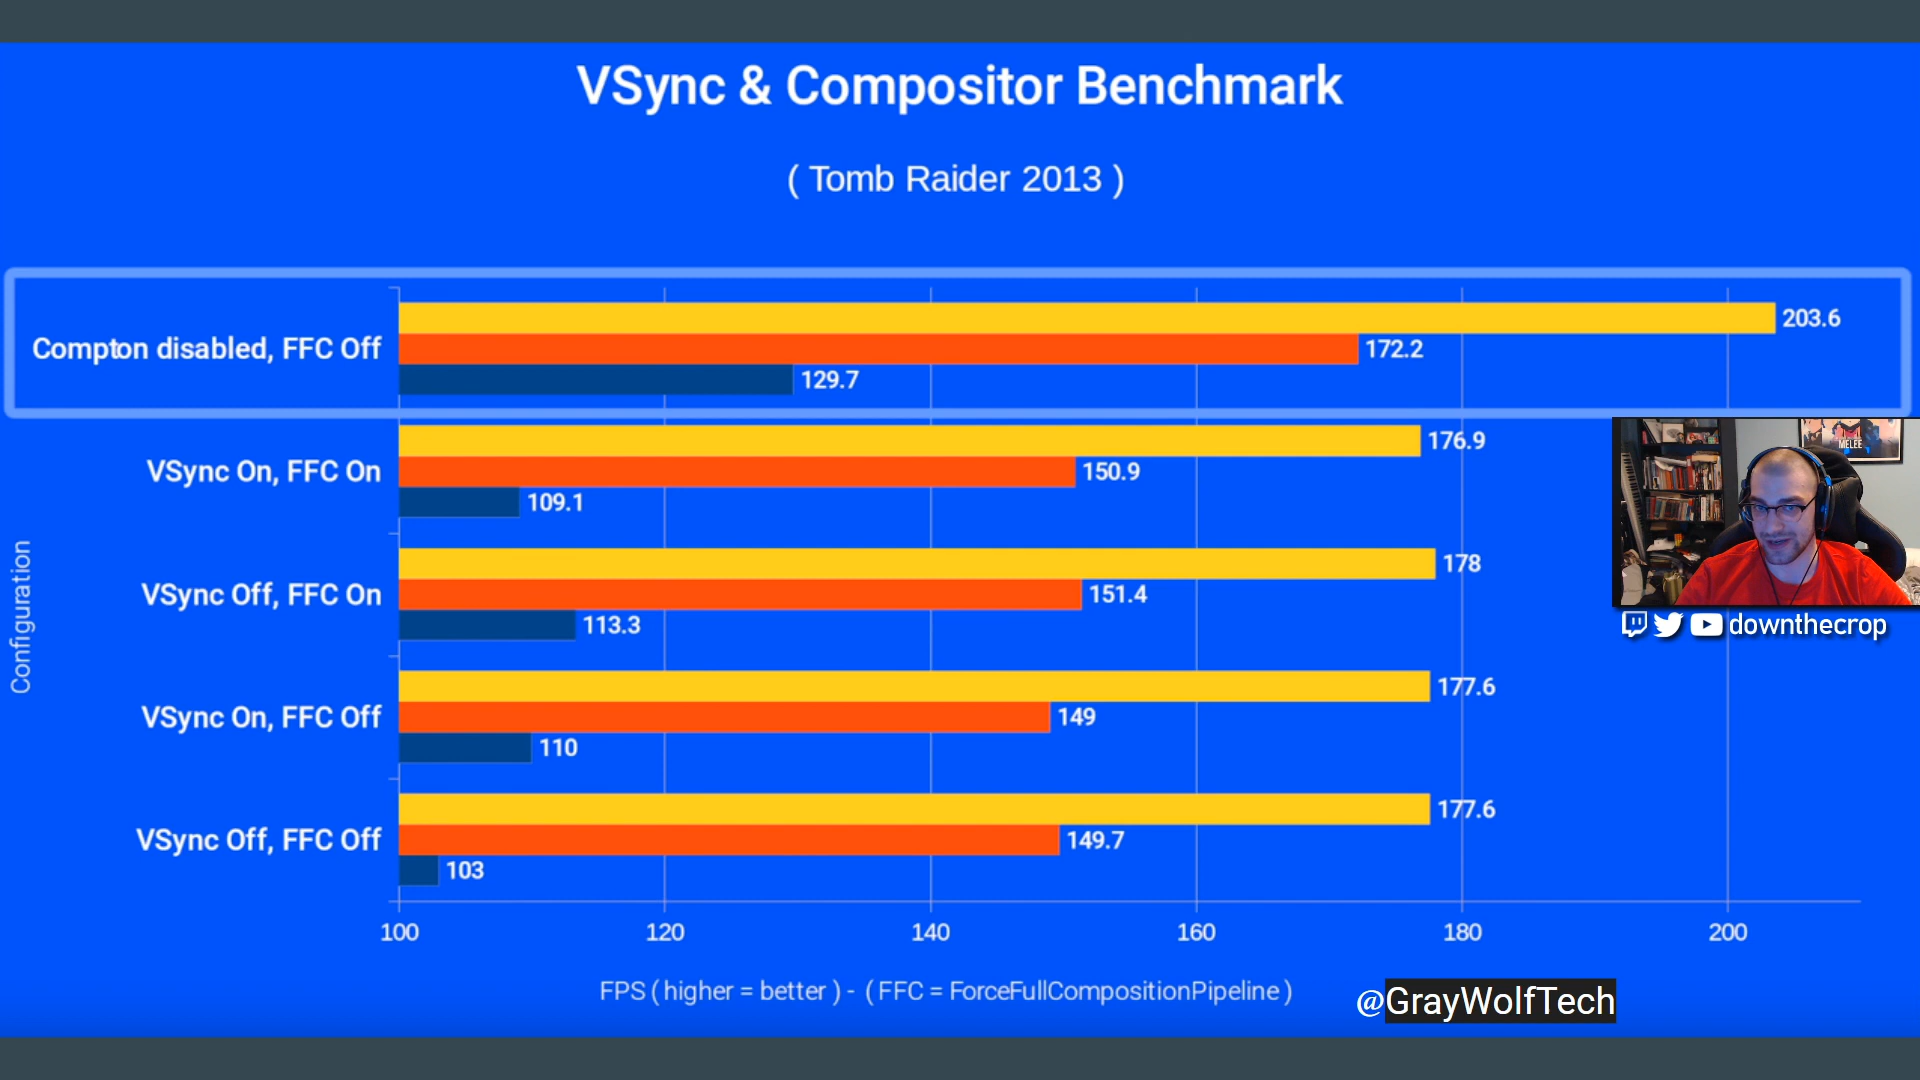 VSync & Compositor Benchmark
( Tomb Raider 2013 )
Compton disabled, FFC Off
203.6
172.2
129.7
VSync On, FFC On
176.9
150.9
109.1
VSync Off, FFC On
178
151.4
113.3
VSync On, FFC Off
177.6
149
110
VSync Off, FFC Off
177.6
149.7
103
Configuration
100 120 140 160 180 200
FPS ( higher = better ) - ( FFC = ForceFullCompositionPipeline )
@GrayWolfTech
MELEE
downthecrop